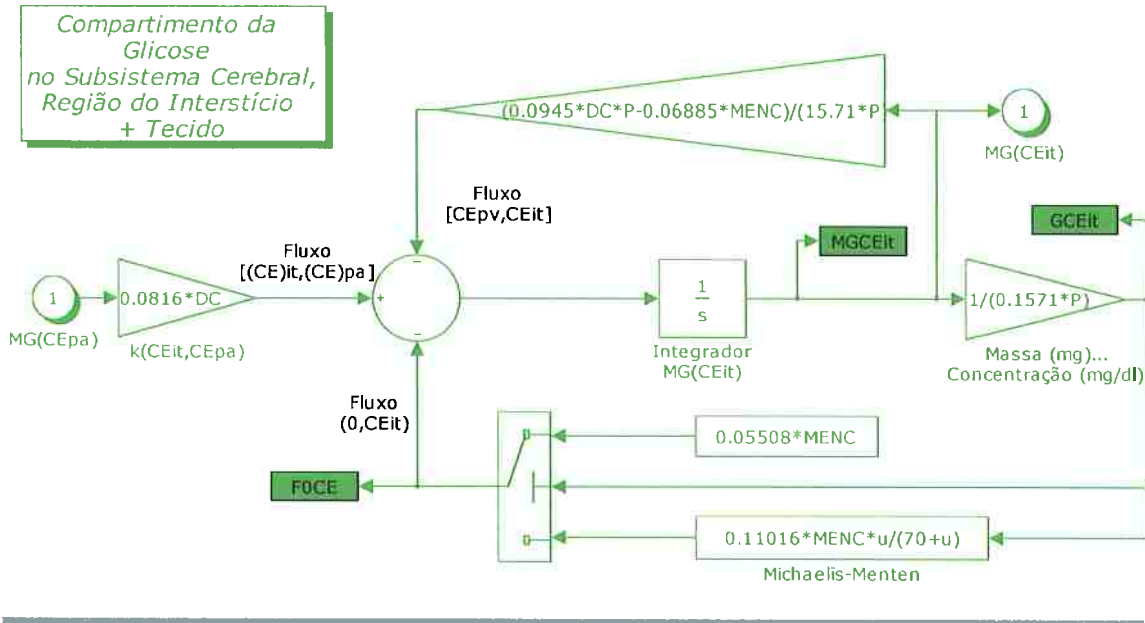 Compartimento da
Glicose
no Subsistema Cerebral,
Região do Interstício
+ Tecido
(0.0945*DC*P-0.06885*MENC)/(15.71*P
1
MG(CEit)
Fluxo
[CEpv,CEit]
GCEit
MGCEit
Fluxo
[(CE)it,(CE)pa]
1
MG(CEpa)
0.0816*DC
k(CEit,CEpa)
+
-
-
1
s
Integrador
MG(CEit)
1/(0.1571*P)
Massa (mg)...
Concentração (mg/dl)
Fluxo
(0,CEit)
0.05508*MENC
F0CE
0.11016*MENC*u/(70+u)
Michaelis-Menten